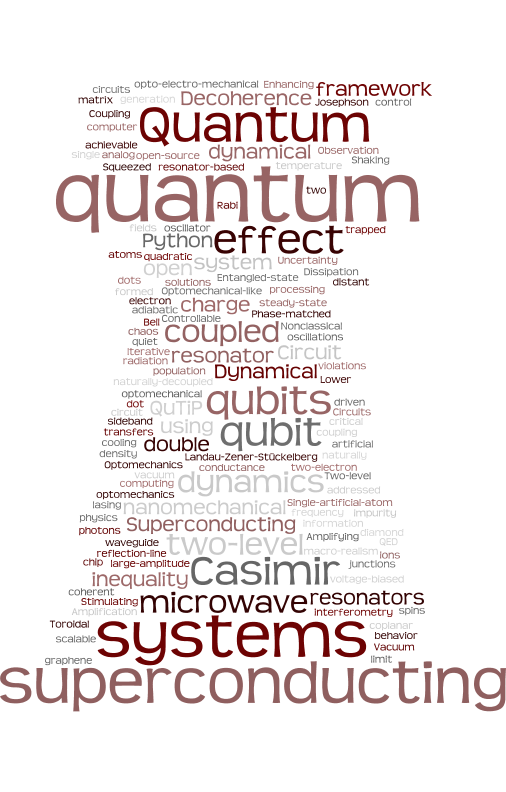 circuits opto-electro-mechanical Enhancing framework
matrix generation Decoherence Josephson control
Coupling Quantum
computer
achievable
single analog open-source dynamical Observation
Squeezed resonator-based temperature Shaking
quantum two
Rabi
fields oscillator trapped
Python effect
atoms quadratic system Uncertainty
open Entangled-state Dissipation
dots solutions distant
formed Optomechanical-like processing
electron charge steady-state
adiabatic Phase-matched
Bell Controllable Nonclassical
chaos coupled oscillations
quiet
Iterative resonator Circuit
radiation violations
population Dynamical Lower
naturally-decoupled
optomechanical qubits driven
dot QuTiP Circuits
circuit critical
sideband using qubit
transfers coupling
cooling double artificial
density Landau-Zener-Stückelberg naturally
Optomechanics conductance two-electron
vacuum Two-level
computing dynamics addressed
optomechanics
lasing nanomechanical Single-artificial-atom
frequency impurity
physics Superconducting information
photons Amplifying diamond
waveguide two-level QED
reflection-line macro-realism ions
chip large-amplitude Casimir junctions
inequality voltage-biased
coherent
Stimulating microwave resonators
Amplification Interferometry spins
Toroidal systems coplanar
scalable behavior
Vacuum
graphene limit
superconducting